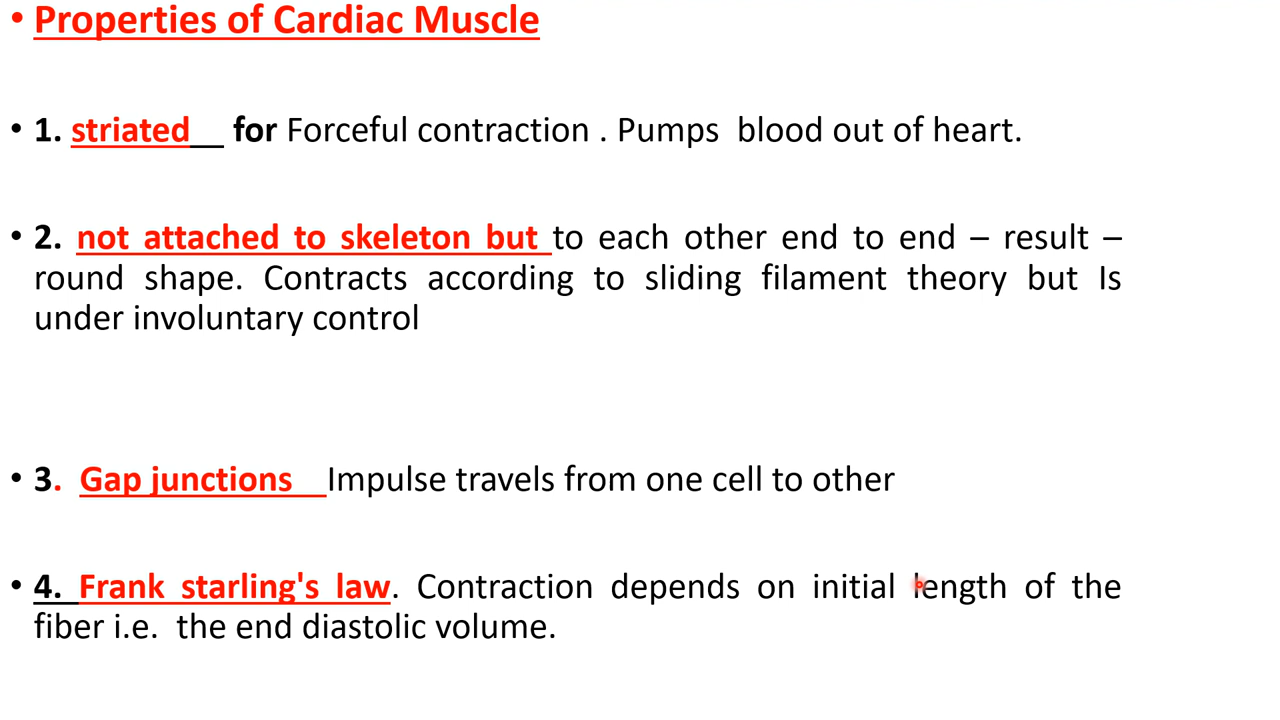 • Properties of Cardiac Muscle
• 1. striated__ for Forceful contraction . Pumps blood out of heart.
• 2. not attached to skeleton but to each other end to end – result –
round shape. Contracts according to sliding filament theory but Is
under involuntary control
• 3. Gap junctions Impulse travels from one cell to other
• 4. Frank starling's law. Contraction depends on initial length of the
fiber i.e. the end diastolic volume.